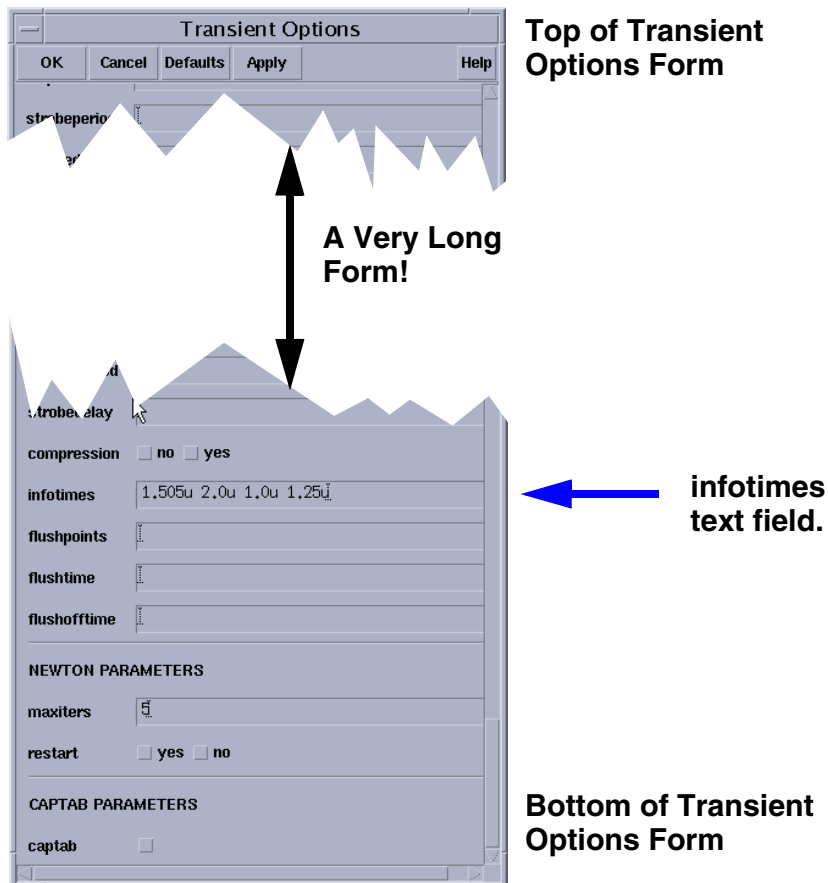 Transient Options
OK Cancel Defaults Apply Help
Top of Transient
Options Form
A Very Long
Form!
strobedelay
compression no yes
infotimes 1.505u 2.0u 1.0u 1.25u
infotimes
text field.
flushpoints
flushtime
flushofftime
NEWTON PARAMETERS
maxiters 5
restart yes no
CAPTAB PARAMETERS
captab
Bottom of Transient
Options Form